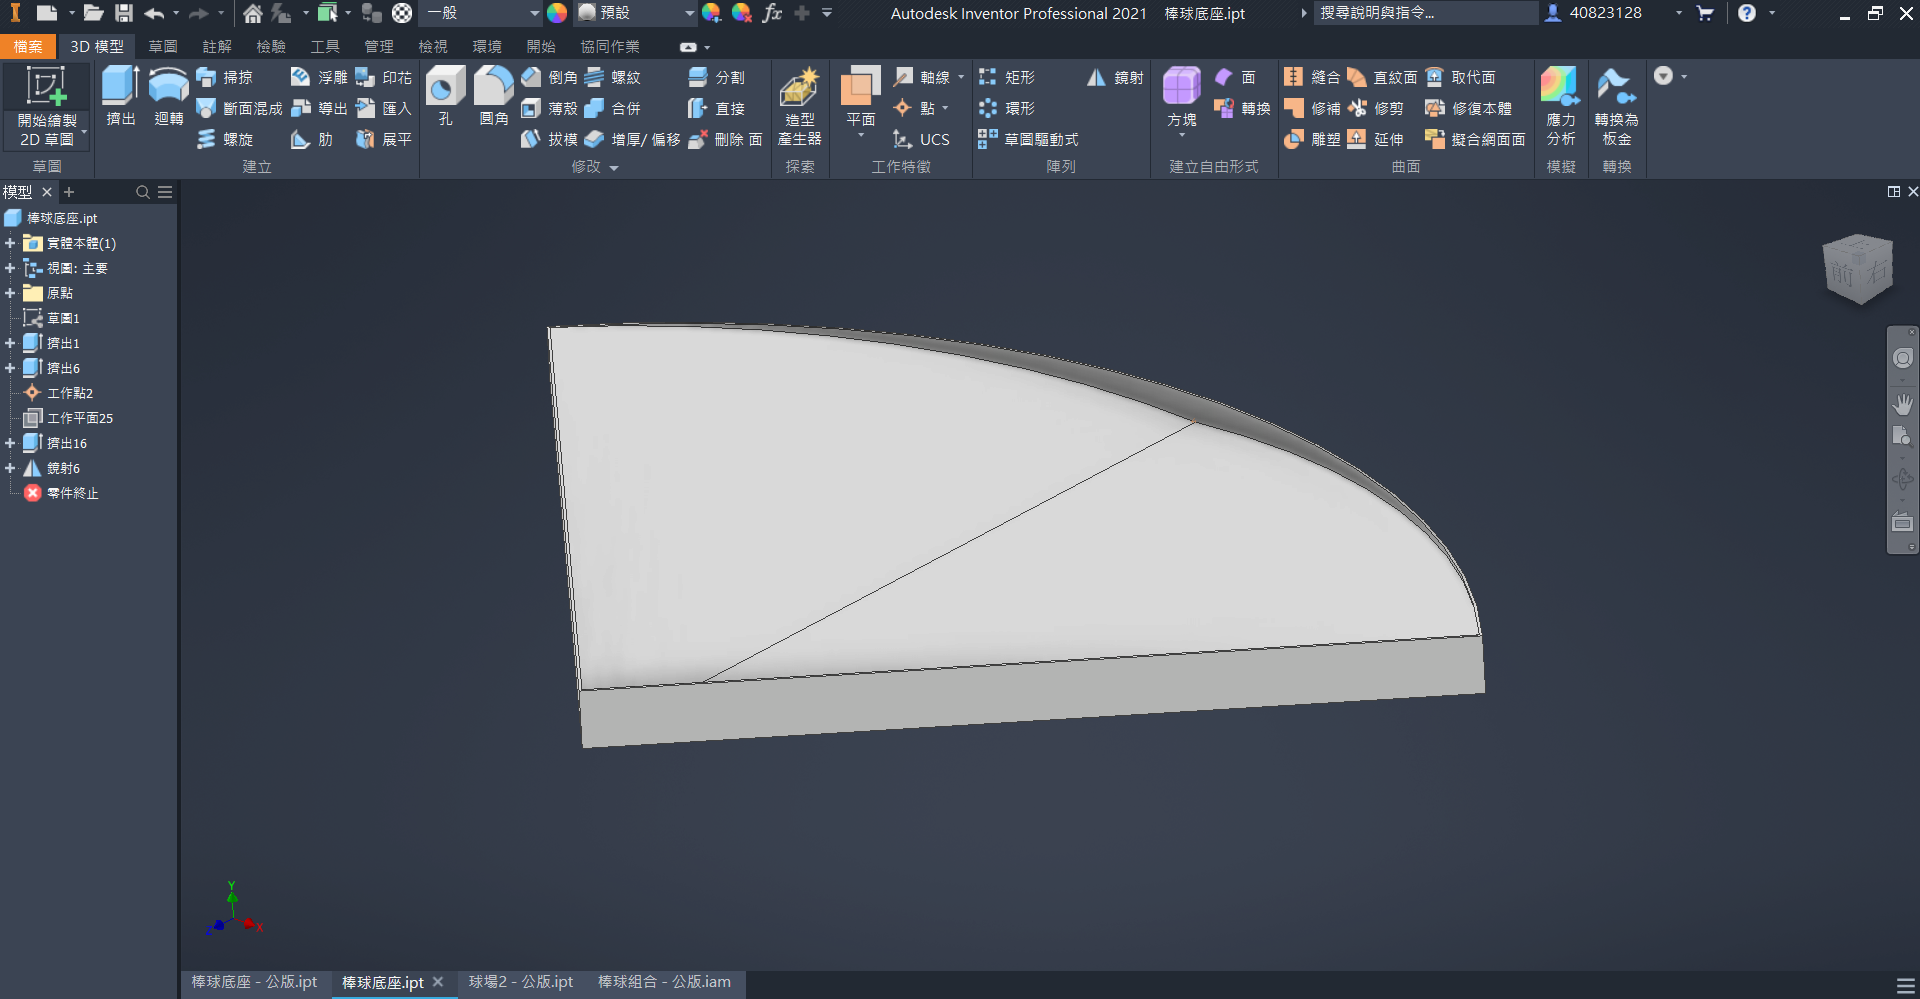 一般
預設
fx
Autodesk Inventor Professional 2021 棒球底座.ipt
搜尋說明與指令...
40823128
檔案 3D 模型 草圖 註解 檢驗 工具 管理 檢視 環境 開始 協同作業
開始繪製
2D 草圖
草圖
擠出
迴轉
掃掠
斷面混成
螺旋
浮雕
導出
肋
印花
匯入
展平
建立
孔
圓角
倒角
薄殼
拔模
螺紋
合併
增厚/ 偏移
分割
直接
刪除 面
修改
造型
產生器
探索
平面
軸線
點
UCS
工作特徵
矩形
環形
草圖驅動式
鏡射
陣列
方塊
面
轉換
建立自由形式
縫合
修補
雕塑
直紋面
修剪
延伸
取代面
修復本體
擬合網面面
曲面
應力
分析
模擬
轉換為
板金
轉換
模型
棒球底座.ipt
實體本體(1)
視圖: 主要
原點
草圖1
擠出1
擠出6
工作點2
工作平面25
擠出16
鏡射6
零件終止
前
右
Y
Z
X
棒球底座 - 公版.ipt 棒球底座.ipt 球場2 - 公版.ipt 棒球組合 - 公版.iam